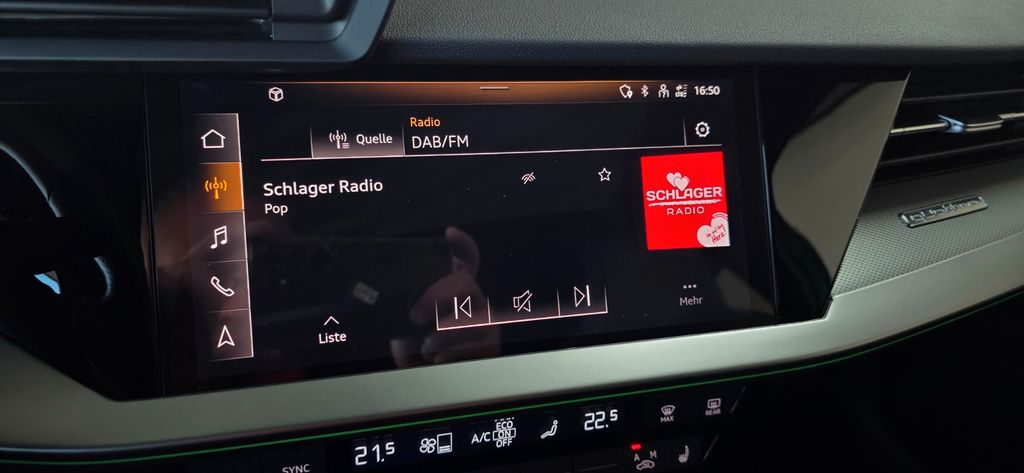 16:50
Radio
Quelle
DAB/FM
Schlager Radio
Pop
SCHLAGER
RADIO
Mehr
Liste
quattro
21.5
A/C
ECO
ON
OFF
22.5
MAX
REAR
SYNC
A M